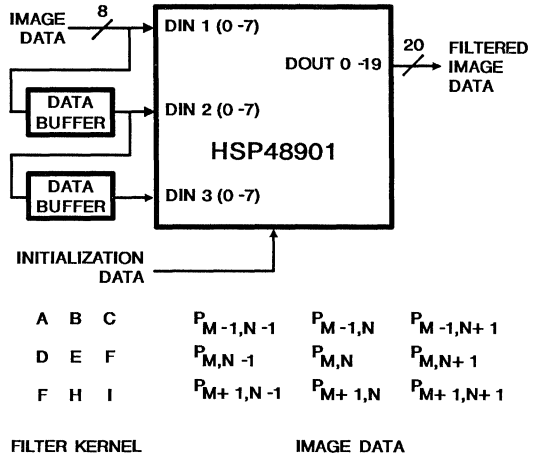 IMAGE DATA
8
DIN 1 (0 -7)
DOUT 0 -19
20
FILTERED IMAGE DATA
DATA BUFFER
DIN 2 (0 -7)
HSP48901
DATA BUFFER
DIN 3 (0 -7)
INITIALIZATION DATA
A B C
P M -1,N -1 P M -1,N P M -1,N+ 1
D E F
P M,N -1 P M,N P M,N+ 1
F H I
P M+ 1,N -1 P M+ 1,N P M+ 1,N+ 1
FILTER KERNEL
IMAGE DATA